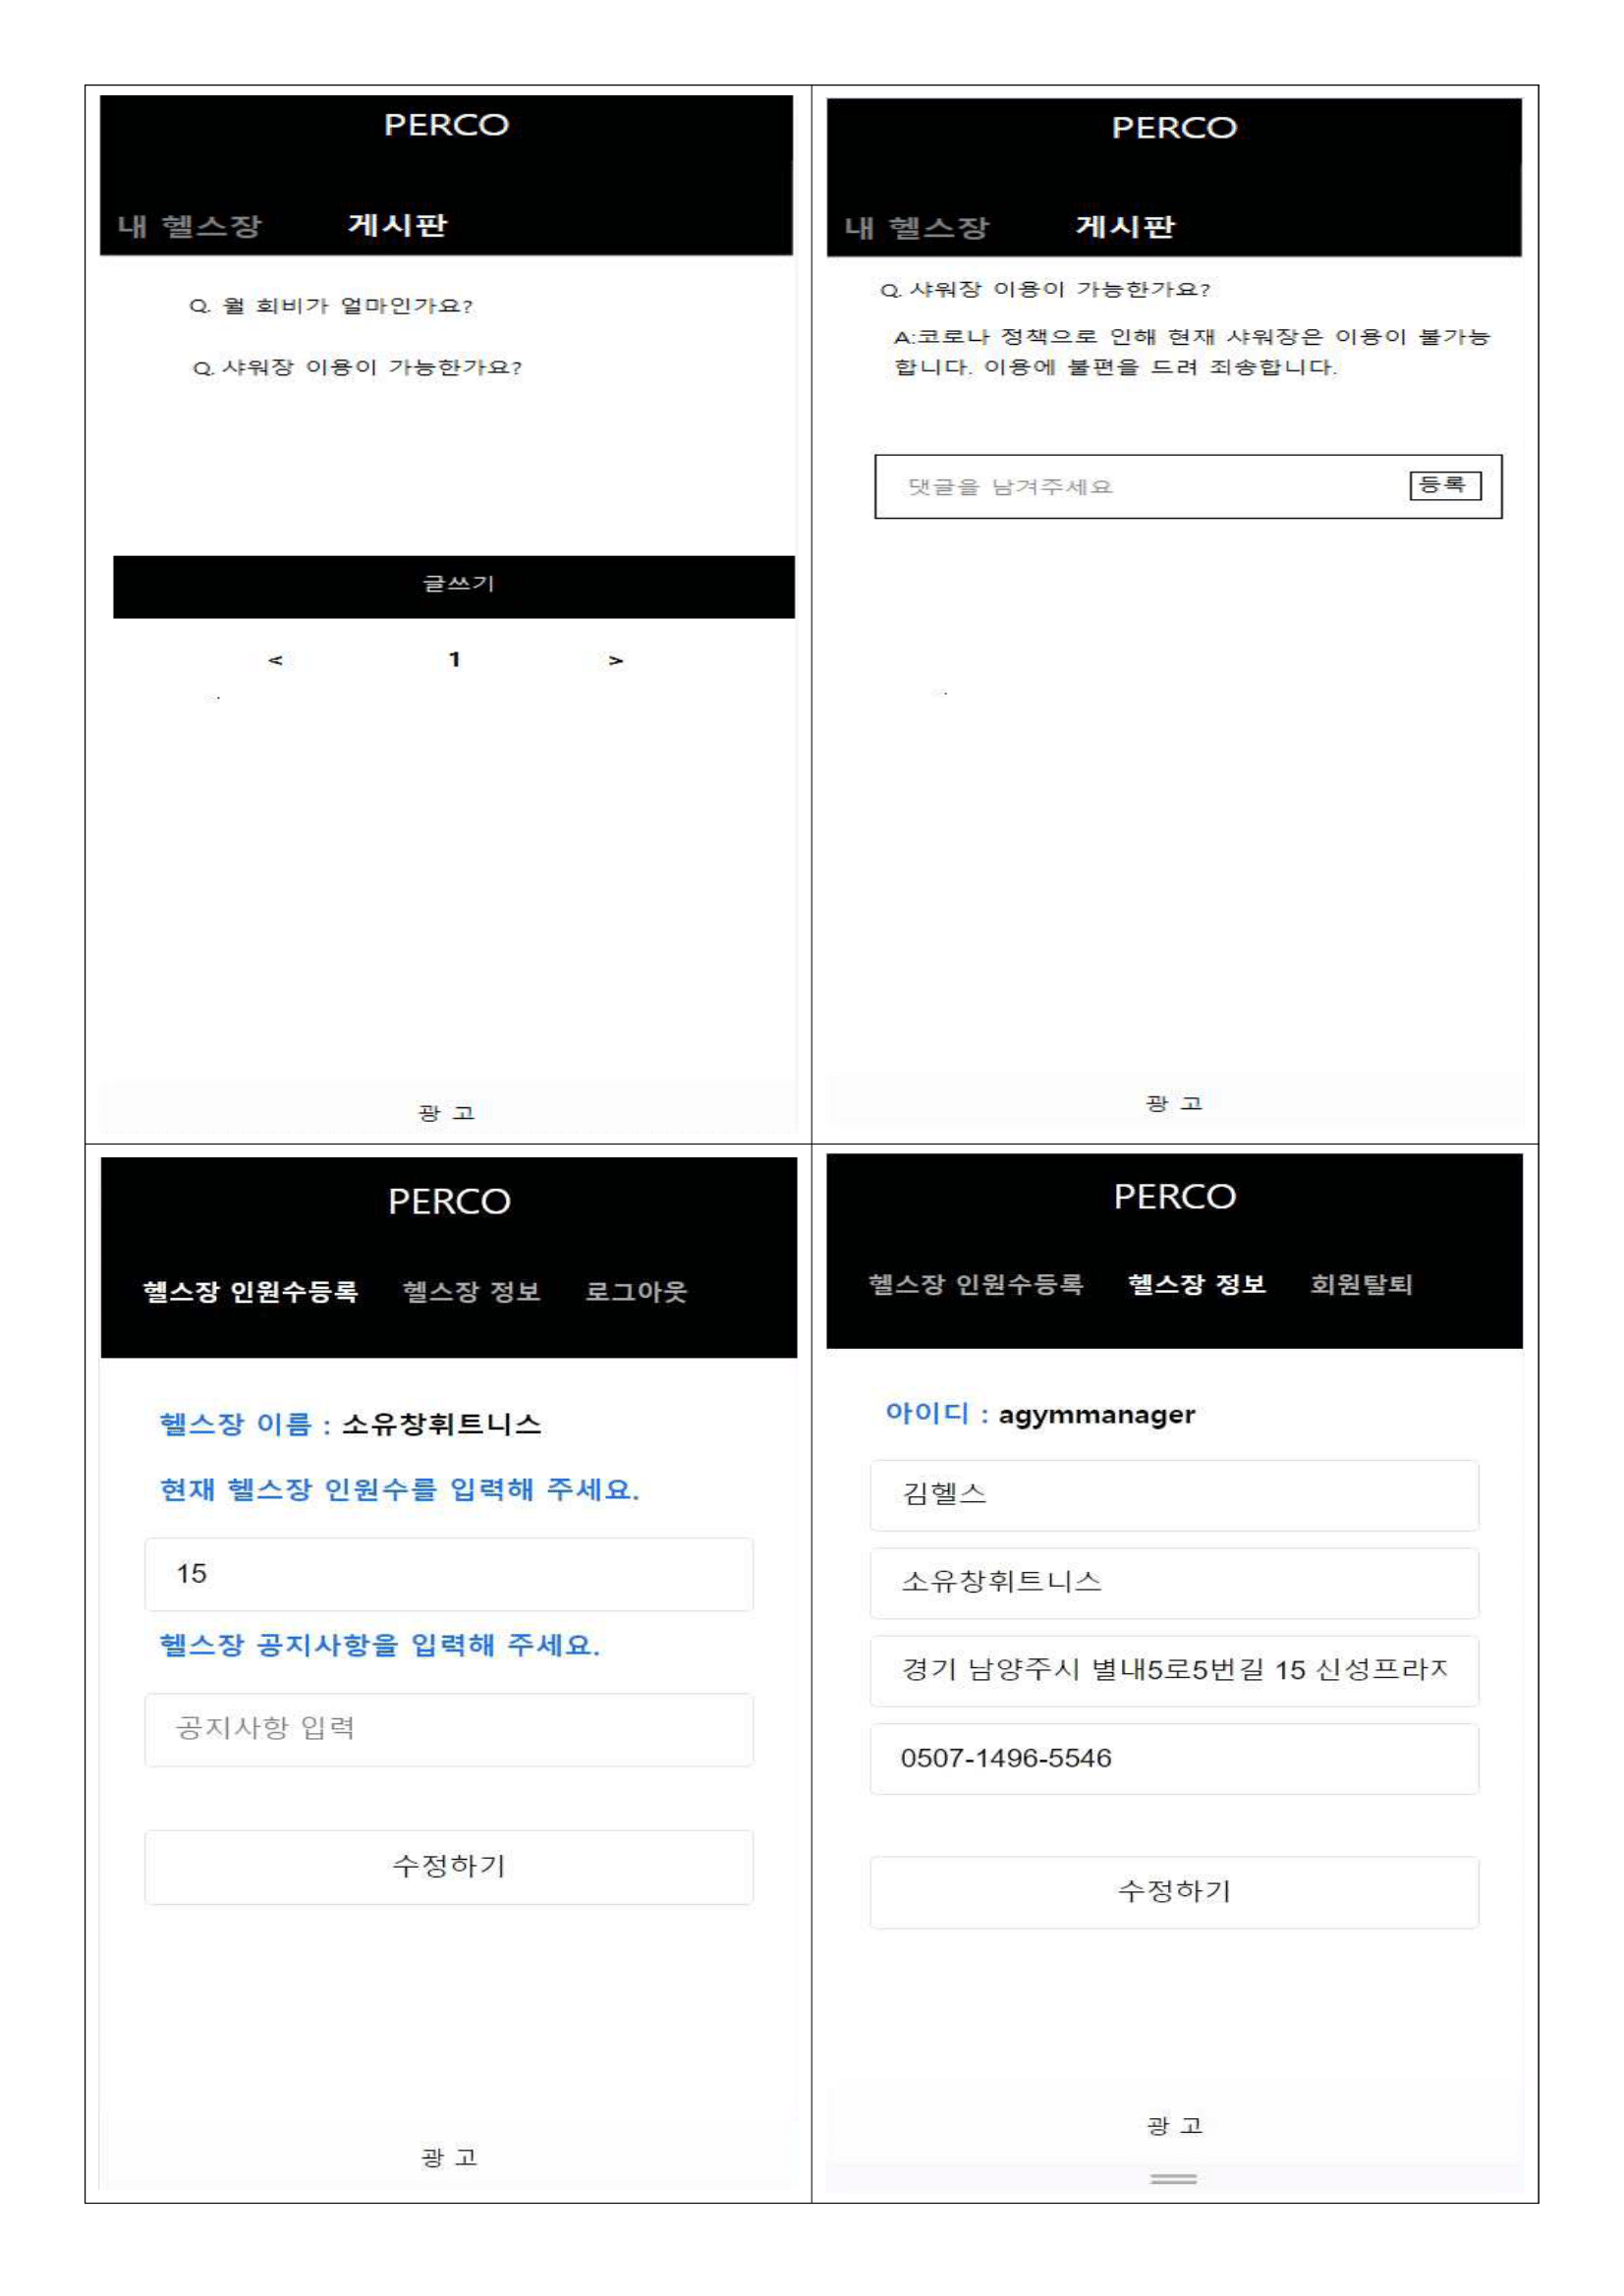 PERCO
내 헬스장 게시판
Q. 월 회비가 얼마인가요?
Q. 샤워장 이용이 가능한가요?
글쓰기
< 1 >
광 고
PERCO
내 헬스장 게시판
Q. 샤워장 이용이 가능한가요?
A:코로나 정책으로 인해 현재 샤워장은 이용이 불가능
합니다. 이용에 불편을 드려 죄송합니다.
댓글을 남겨주세요 등록
광 고
PERCO
헬스장 인원수등록 헬스장 정보 로그아웃
헬스장 이름 : 소유창휘트니스
현재 헬스장 인원수를 입력해 주세요.
15
헬스장 공지사항을 입력해 주세요.
공지사항 입력
수정하기
광 고
PERCO
헬스장 인원수등록 헬스장 정보 회원탈퇴
아이디 : agymmanager
김헬스
소유창휘트니스
경기 남양주시 별내5로5번길 15 신성프라지
0507-1496-5546
수정하기
광 고